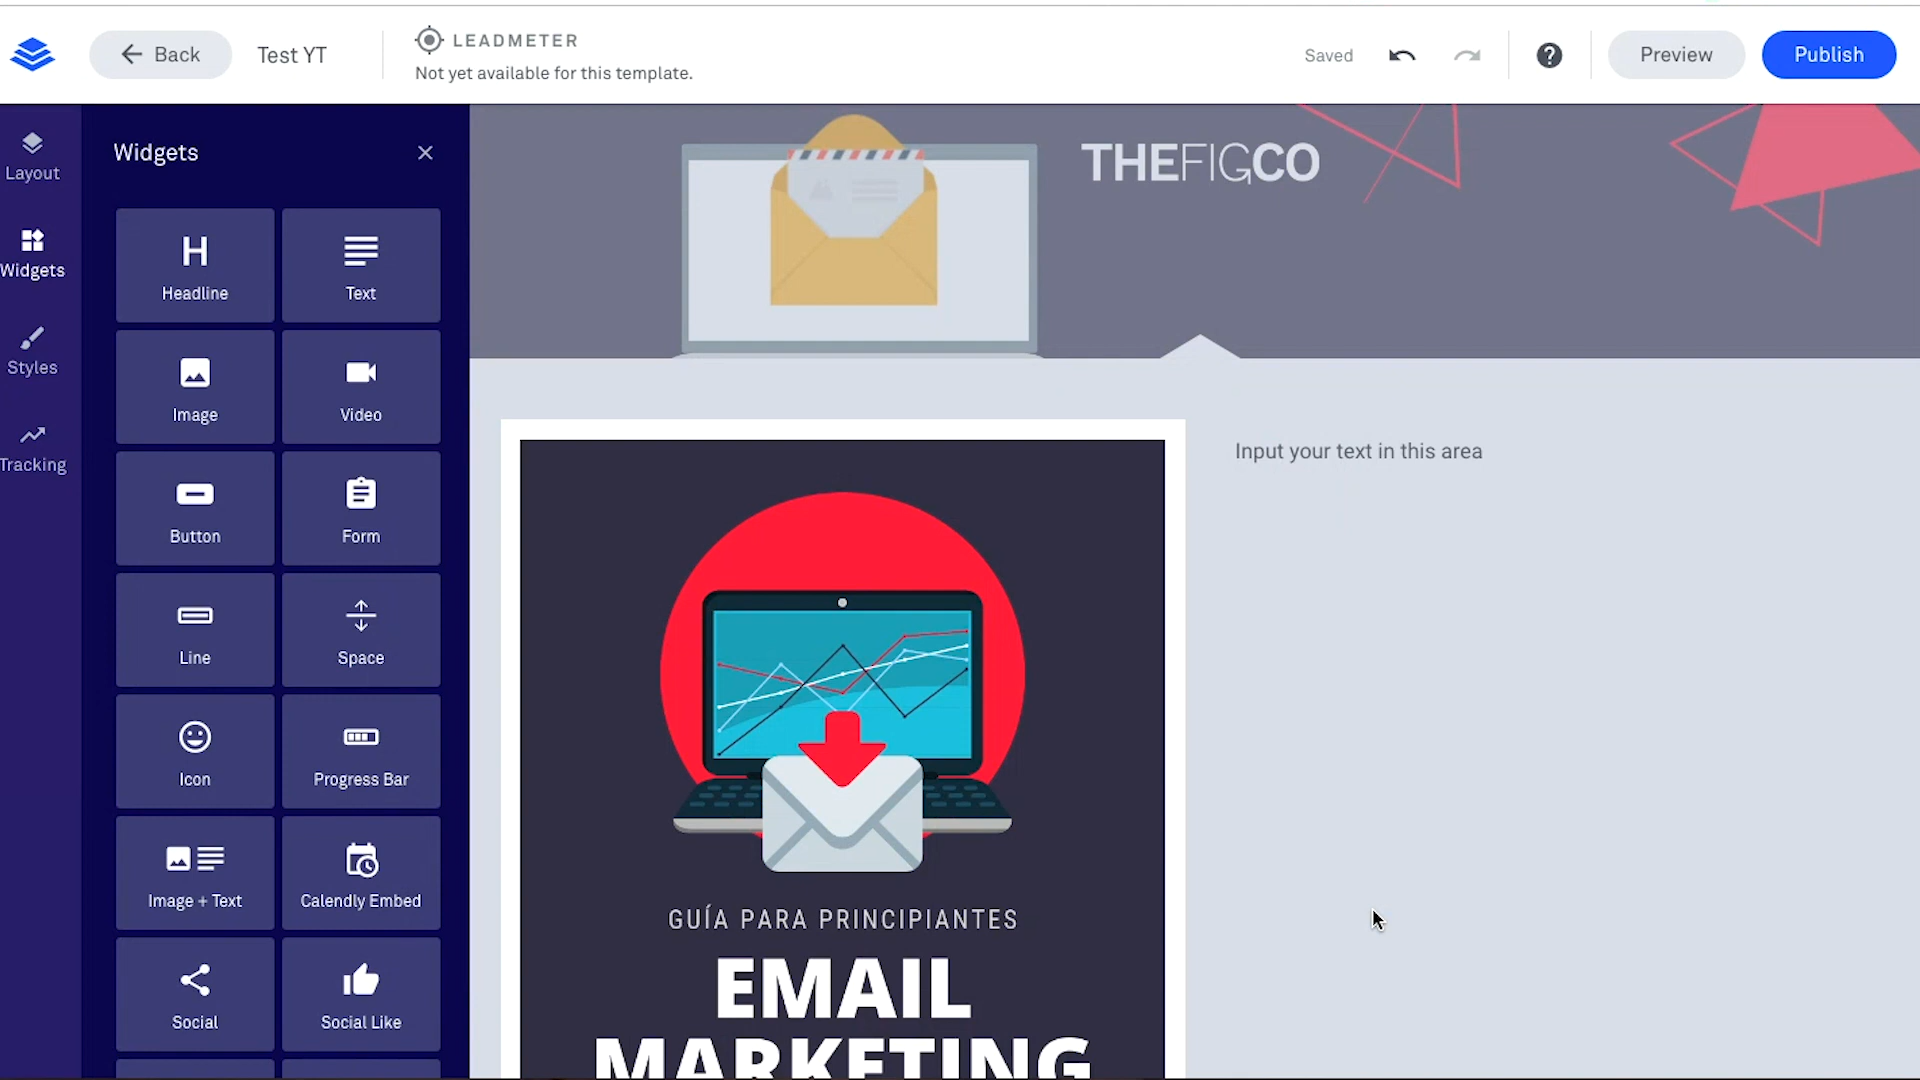 Back
Test YT
LEADMETER
Not yet available for this template.
Saved
Preview
Publish
Layout
Widgets
Styles
Tracking
Widgets
Headline
Text
Image
Video
Button
Form
Line
Space
Icon
Progress Bar
Image + Text
Calendly Embed
Social
Social Like
THEFIGCO
Input your text in this area
GUÍA PARA PRINCIPIANTES
EMAIL
MARKETING